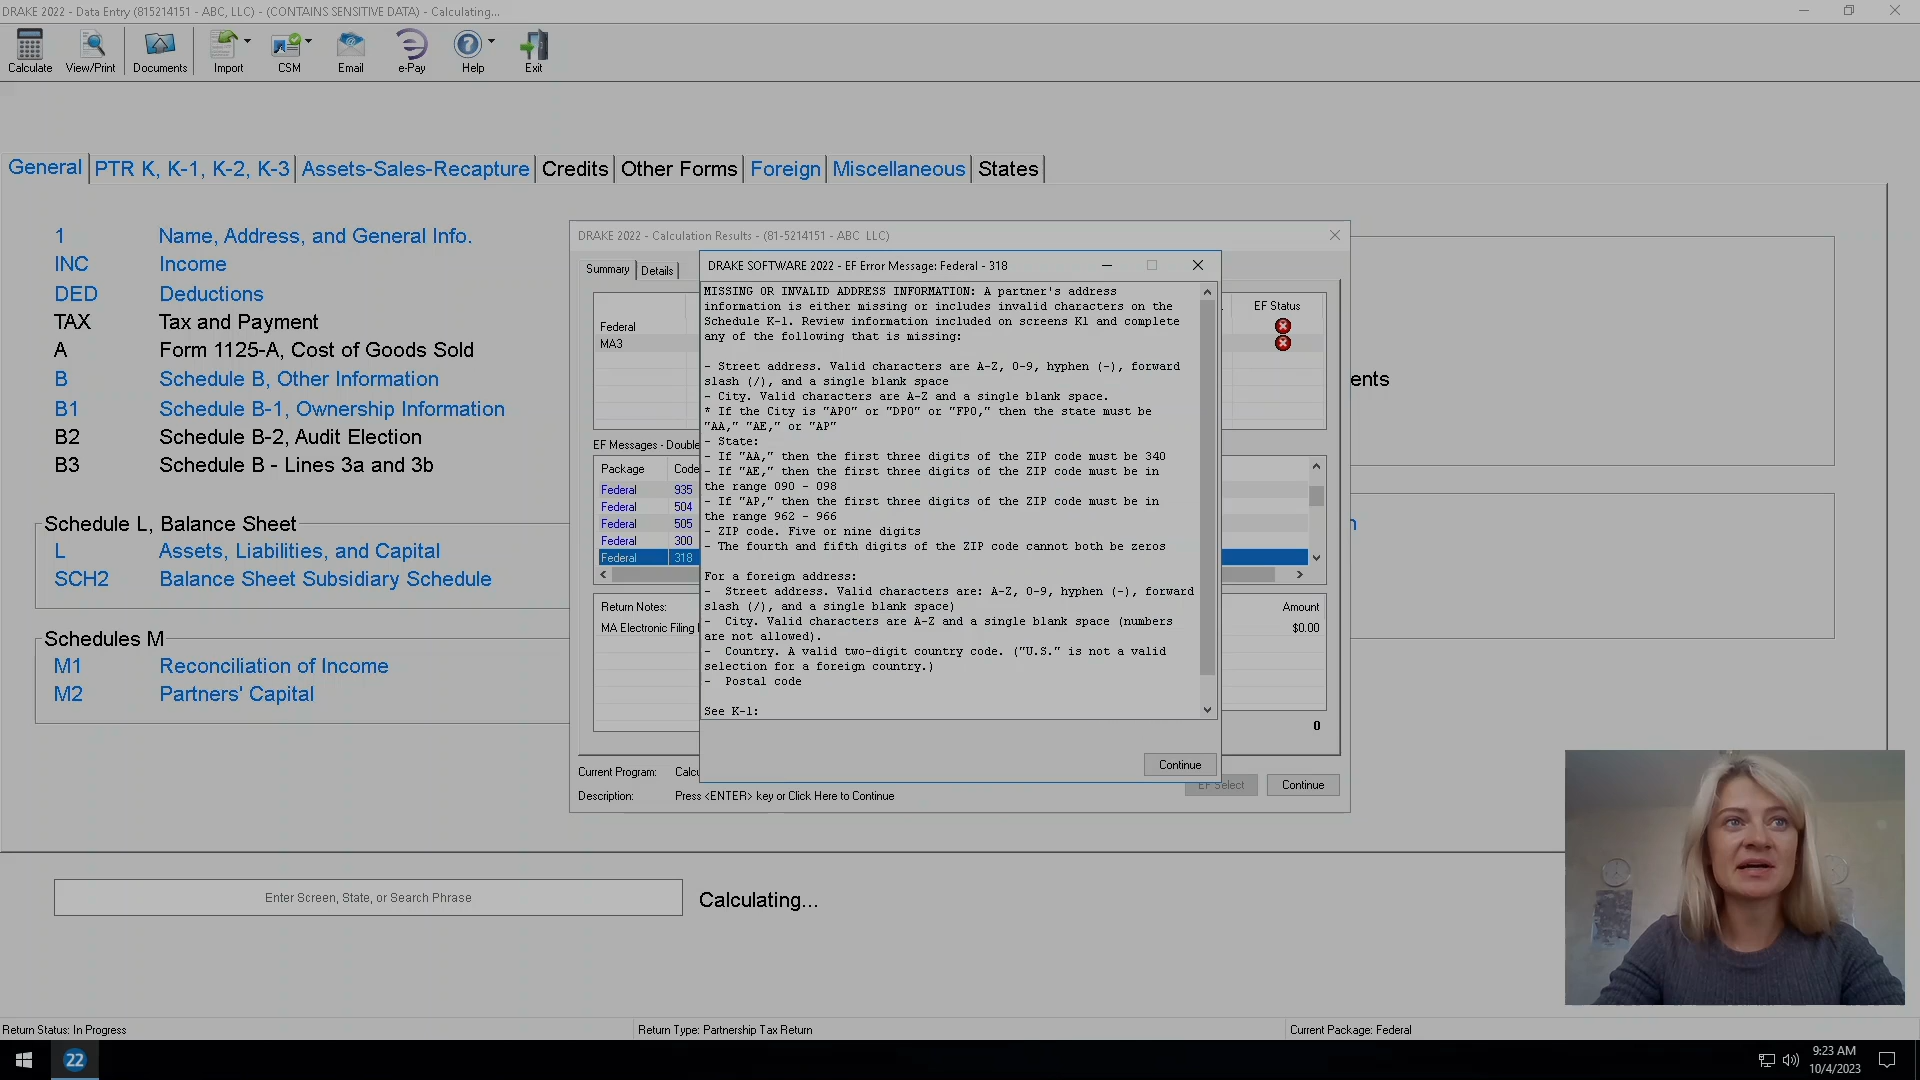 DRAKE 2022 - Data Entry (815214151 - ABC, LLC) - (CONTAINS SENSITIVE DATA) - Calculating...
Calculate
View/Print
Documents
Import
CSM
Email
e-Pay
Help
Exit
General
PTR K, K-1, K-2, K-3
Assets-Sales-Recapture
Credits
Other Forms
Foreign
Miscellaneous
States
1 Name, Address, and General Info.
INC Income
DED Deductions
TAX Tax and Payment
A Form 1125-A, Cost of Goods Sold
B Schedule B, Other Information
B1 Schedule B-1, Ownership Information
B2 Schedule B-2, Audit Election
B3 Schedule B - Lines 3a and 3b
Schedule L, Balance Sheet
L Assets, Liabilities, and Capital
SCH2 Balance Sheet Subsidiary Schedule
Schedules M
M1 Reconciliation of Income
M2 Partners' Capital
DRAKE 2022 - Calculation Results - (81-5214151 - ABC LLC)
Summary
Details
EF Status
Federal
MA3
EF Messages - Double
Package Code
Federal 935
Federal 504
Federal 505
Federal 300
Federal 318
Return Notes:
Amount
MA Electronic Filing
$0.00
0
Current Program: Calcu
Description: Press <ENTER> key or Click Here to Continue
EF Select
Continue
DRAKE SOFTWARE 2022 - EF Error Message: Federal - 318
MISSING OR INVALID ADDRESS INFORMATION: A partner's address
information is either missing or includes invalid characters on the
Schedule K-1. Review information included on screens K1 and complete
any of the following that is missing:
- Street address. Valid characters are A-Z, 0-9, hyphen (-), forward
slash (/), and a single blank space
- City. Valid characters are A-Z and a single blank space.
* If the City is "APO" or "DPO" or "FPO," then the state must be
"AA," "AE," or "AP"
- State:
- If "AA," then the first three digits of the ZIP code must be 340
- If "AE," then the first three digits of the ZIP code must be in
the range 090 - 098
- If "AP," then the first three digits of the ZIP code must be in
the range 962 - 966
- ZIP code. Five or nine digits
- The fourth and fifth digits of the ZIP code cannot both be zeros
For a foreign address:
- Street address. Valid characters are: A-Z, 0-9, hyphen (-), forward
slash (/), and a single blank space)
- City. Valid characters are A-Z and a single blank space (numbers
are not allowed).
- Country. A valid two-digit country code. ("U.S." is not a valid
selection for a foreign country.)
- Postal code
See K-1:
Continue
ents
n
Enter Screen, State, or Search Phrase
Calculating...
Return Status: In Progress
Return Type: Partnership Tax Return
Current Package: Federal
22
9:23 AM
10/4/2023